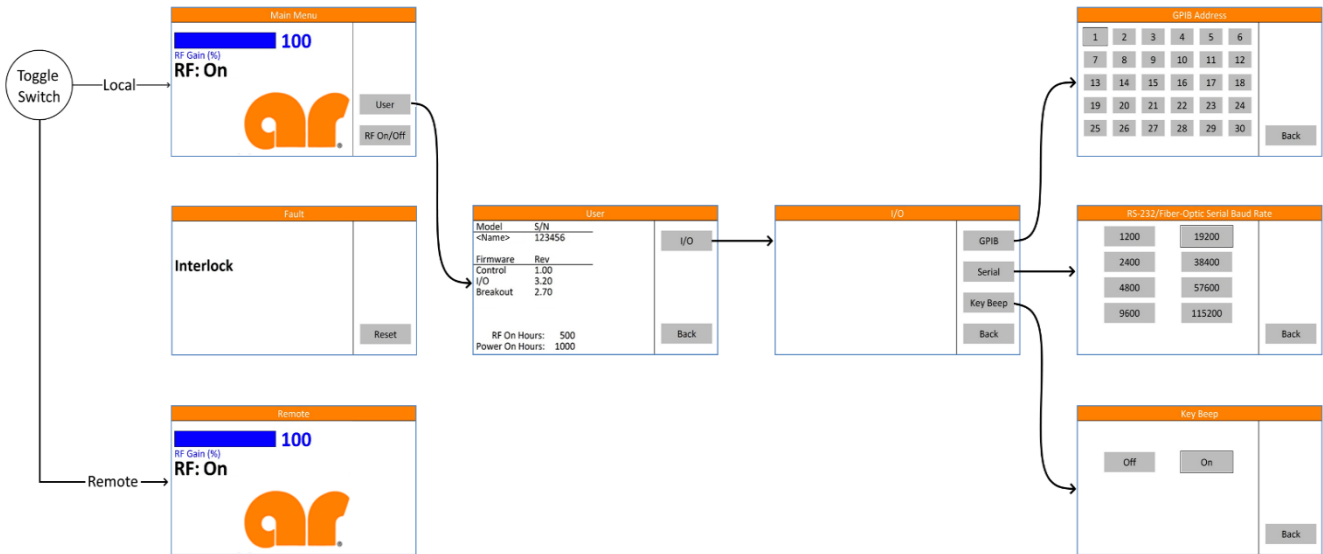 Toggle
Switch
Local
Remote
Main Menu
100
RF Gain (%)
RF: On
ar
User
RF On/Off
Fault
Interlock
Reset
Remote
100
RF Gain (%)
RF: On
ar
User
Model S/N
<Name> 123456
Firmware Rev
Control 1.00
I/O 3.20
Breakout 2.70
RF On Hours: 500
Power On Hours: 1000
I/O
Back
I/O
GPIB
Serial
Key Beep
Back
GPIB Address
1 2 3 4 5 6
7 8 9 10 11 12
13 14 15 16 17 18
19 20 21 22 23 24
25 26 27 28 29 30
Back
RS-232/Fiber-Optic Serial Baud Rate
1200 19200
2400 38400
4800 57600
9600 115200
Back
Key Beep
Off On
Back